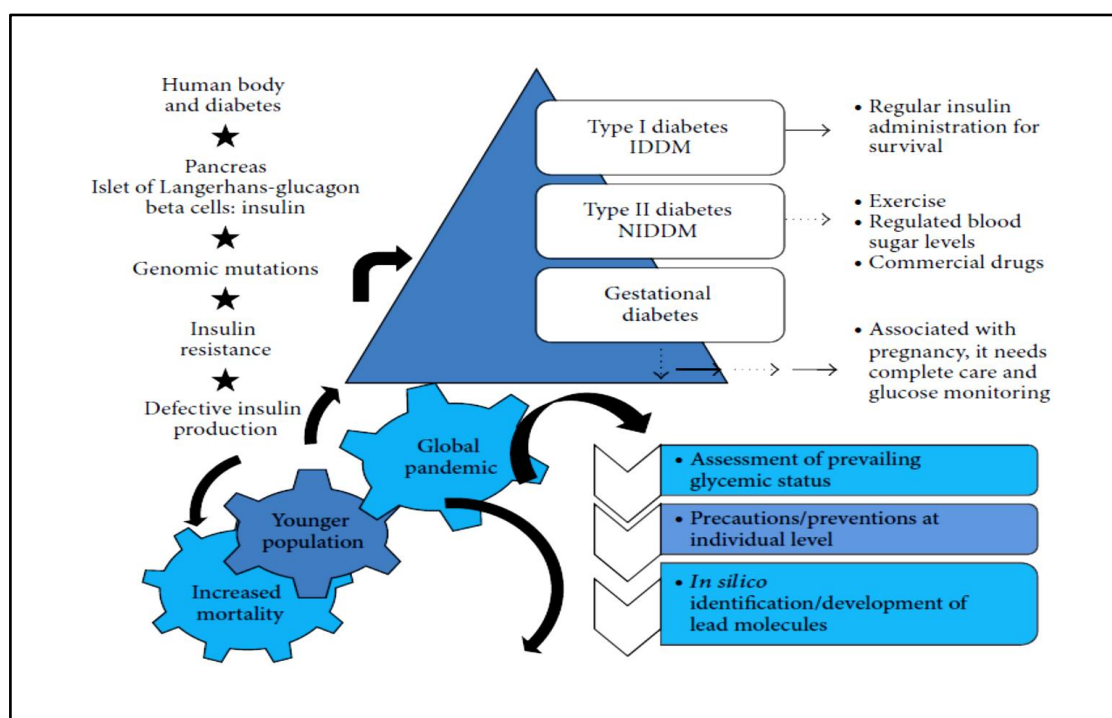 Human body
and diabetes
Pancreas
Islet of Langerhans-glucagon
beta cells: insulin
Genomic mutations
Insulin
resistance
Defective insulin
production
Type I diabetes
IDDM
• Regular insulin
administration for
survival
Type II diabetes
NIDDM
• Exercise
• Regulated blood
sugar levels
• Commercial drugs
Gestational
diabetes
• Associated with
pregnancy, it needs
complete care and
glucose monitoring
Global
pandemic
Younger
population
Increased
mortality
• Assessment of prevailing
glycemic status
• Precautions/preventions at
individual level
• In silico
identification/development of
lead molecules